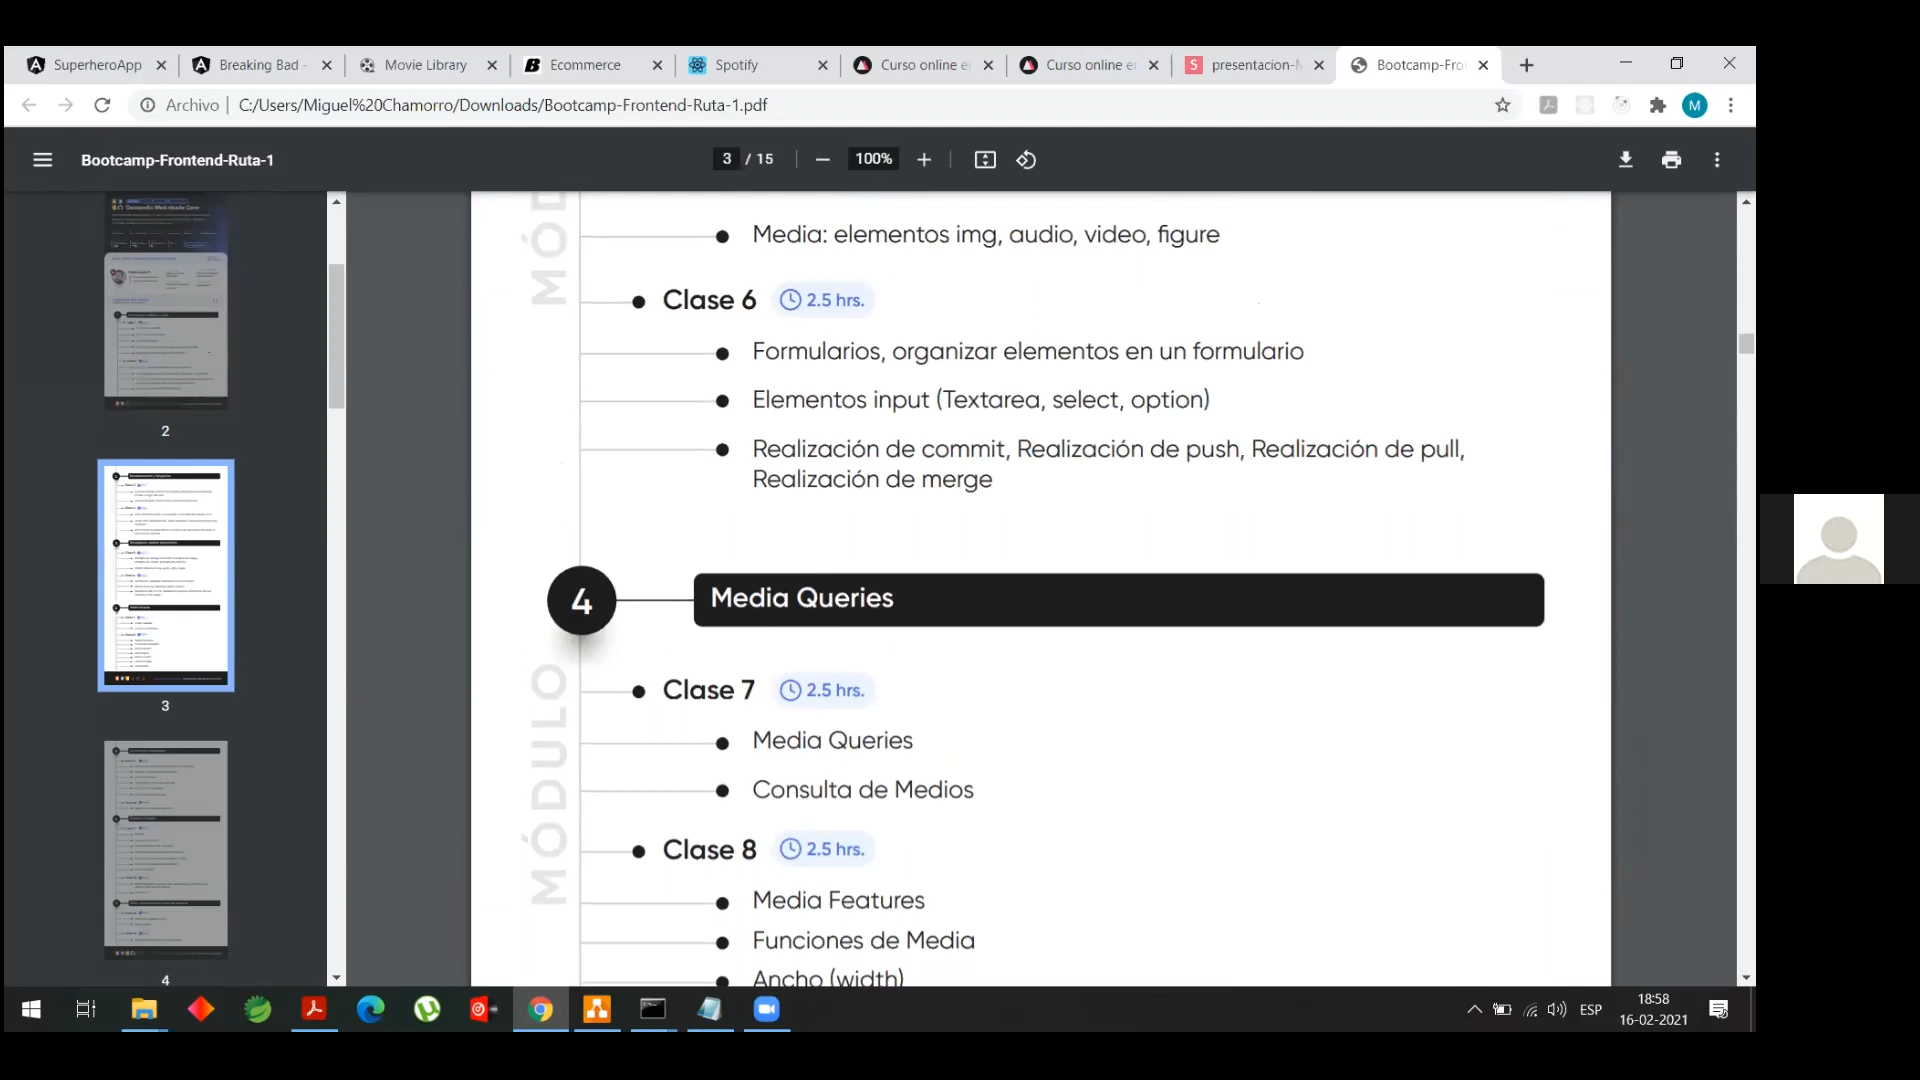 SuperheroApp
Breaking Bad -
Movie Library
Ecommerce
Spotify
Curso online e
Curso online e
presentacion-
Bootcamp-Fro
Archivo
C:/Users/Miguel%20Chamorro/Downloads/Bootcamp-Frontend-Ruta-1.pdf
M
Bootcamp-Frontend-Ruta-1
3 / 15
100%
Media: elementos img, audio, video, figure
Clase 6
2.5 hrs.
Formularios, organizar elementos en un formulario
Elementos input (Textarea, select, option)
Realización de commit, Realización de push, Realización de pull,
Realización de merge
4
Media Queries
MÓDULO
Clase 7
2.5 hrs.
Media Queries
Consulta de Medios
Clase 8
2.5 hrs.
Media Features
Funciones de Media
Ancho (width)
2
3
4
ESP
18:58
16-02-2021